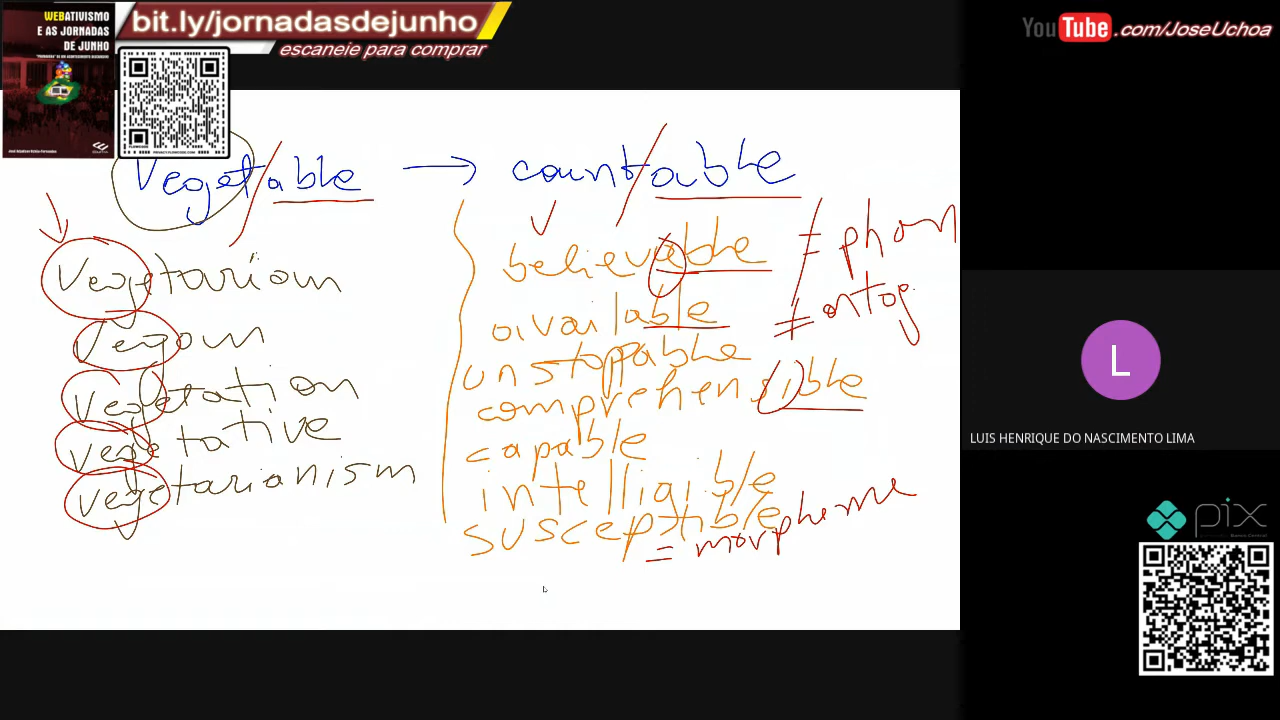 WEBATIVISMO
E AS JORNADAS
DE JUNHO
bit.ly/jornadasdejunho
escaneie para comprar
YouTube.com/JoseUchoa
Vegetable → countable
Vegetarian
Vegan
Vegetation
vegetative
vegetarianism
believable
available
unstoppable
comprehensible
capable
intelligible
susceptible
= phon
≠ ortog
= morpheme
L
LUIS HENRIQUE DO NASCIMENTO LIMA
pix